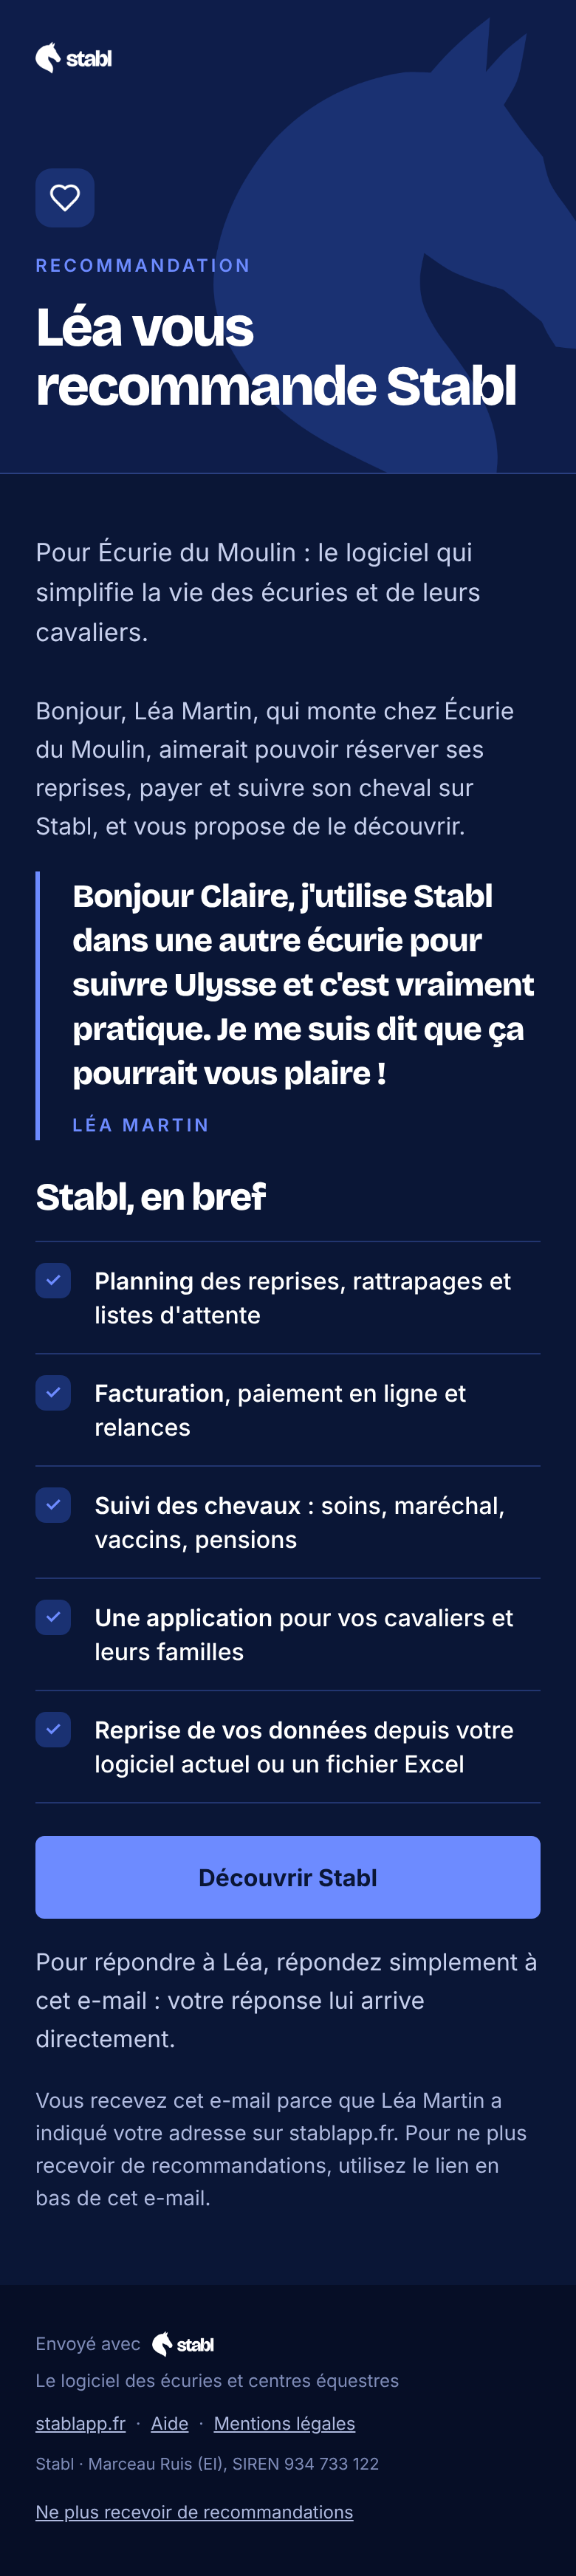 stabl
RECOMMANDATION
Léa vous
recommande Stabl
Pour Écurie du Moulin : le logiciel qui
simplifie la vie des écuries et de leurs
cavaliers.
Bonjour, Léa Martin, qui monte chez Écurie
du Moulin, aimerait pouvoir réserver ses
reprises, payer et suivre son cheval sur
Stabl, et vous propose de le découvrir.
Bonjour Claire, j'utilise Stabl
dans une autre écurie pour
suivre Ulysse et c'est vraiment
pratique. Je me suis dit que ça
pourrait vous plaire !
LÉA MARTIN
Stabl, en bref
Planning des reprises, rattrapages et
listes d'attente
Facturation, paiement en ligne et
relances
Suivi des chevaux : soins, maréchal,
vaccins, pensions
Une application pour vos cavaliers et
leurs familles
Reprise de vos données depuis votre
logiciel actuel ou un fichier Excel
Découvrir Stabl
Pour répondre à Léa, répondez simplement à
cet e-mail : votre réponse lui arrive
directement.
Vous recevez cet e-mail parce que Léa Martin a
indiqué votre adresse sur stablapp.fr. Pour ne plus
recevoir de recommandations, utilisez le lien en
bas de cet e-mail.
Envoyé avec stabl
Le logiciel des écuries et centres équestres
stablapp.fr · Aide · Mentions légales
Stabl · Marceau Ruis (EI), SIREN 934 733 122
Ne plus recevoir de recommandations